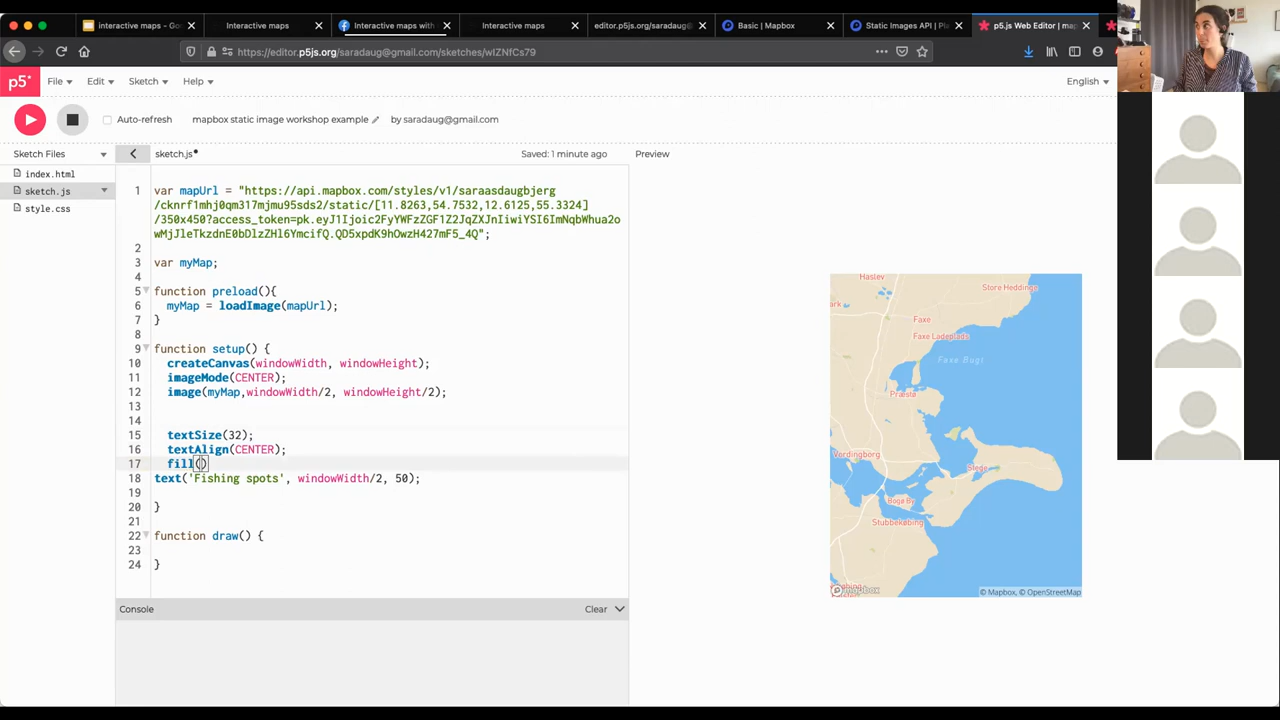 interactive maps - Goo
Interactive maps
Interactive maps with
Interactive maps
editor.p5js.org/saradaug@gmail
Basic | Mapbox
Static Images API | Pla
p5.js Web Editor | map
https://editor.p5js.org/saradaug@gmail.com/sketches/wIZNfCs79
p5* File Edit Sketch Help English
Auto-refresh mapbox static image workshop example by saradaug@gmail.com
Sketch Files
sketch.js
Saved: 1 minute ago
Preview
index.html
sketch.js
style.css
1 var mapUrl = "https://api.mapbox.com/styles/v1/saraasdaugbjerg
/cknrf1mhj0qm317mjmu95sds2/static/[11.8263,54.7532,12.6125,55.3324]
/350x450?access_token=pk.eyJ1Ijoic2FyYWFzZGF1Z2JqZXJnIiwiYSI6ImNqbWhua2o
wMjJleTkzdnE0bDlzZHl6YmcifQ.QD5xpdK9hOwzH427mF5_4Q";
2
3 var myMap;
4
5 function preload(){
6 myMap = loadImage(mapUrl);
7 }
8
9 function setup() {
10 createCanvas(windowWidth, windowHeight);
11 imageMode(CENTER);
12 image(myMap,windowWidth/2, windowHeight/2);
13
14
15 textSize(32);
16 textAlign(CENTER);
17 fill()
18 text('Fishing spots', windowWidth/2, 50);
19
20 }
21
22 function draw() {
23
24 }
Console
Clear
Haslev
Store Heddinge
Faxe
Faxe Ladeplads
Faxe Bugt
Præstø
Vordingborg
Stege
Bogø By
Stubbekøbing
mapbox
© Mapbox, © OpenStreetMap